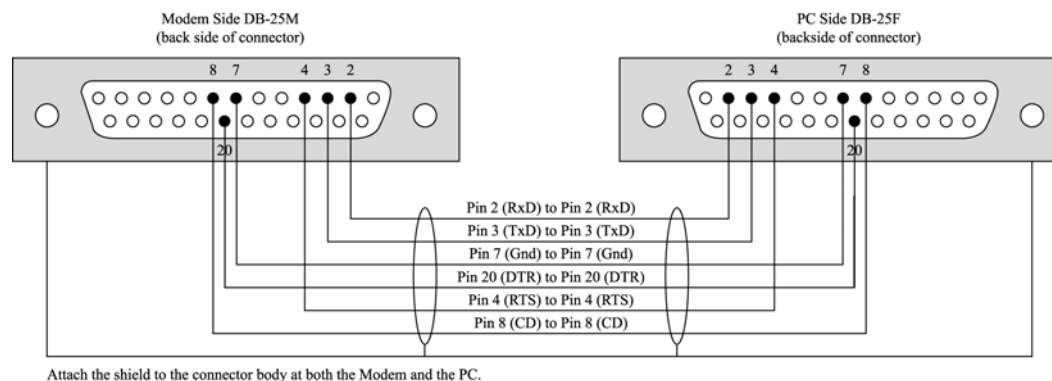 Modem Side DB-25M
(back side of connector)
PC Side DB-25F
(backside of connector)
8 7 4 3 2
2 3 4 7 8
20
20
Pin 2 (RxD) to Pin 2 (RxD)
Pin 3 (TxD) to Pin 3 (TxD)
Pin 7 (Gnd) to Pin 7 (Gnd)
Pin 20 (DTR) to Pin 20 (DTR)
Pin 4 (RTS) to Pin 4 (RTS)
Pin 8 (CD) to Pin 8 (CD)
Attach the shield to the connector body at both the Modem and the PC.